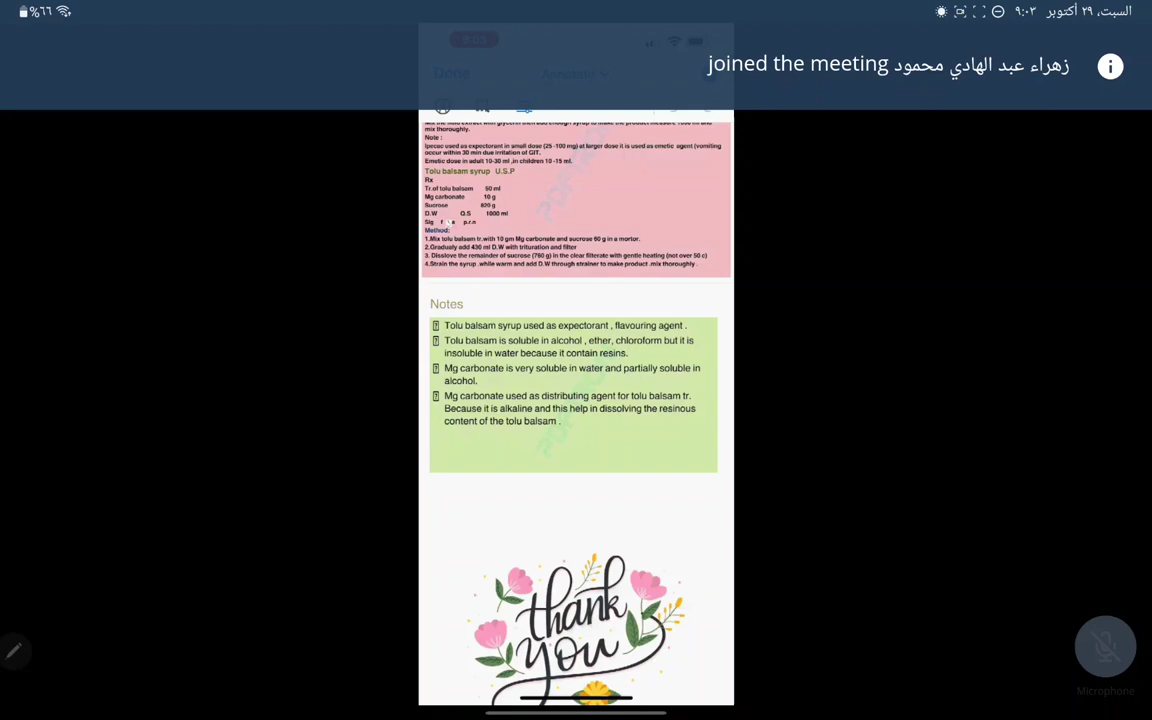 السبت، ٢٩ أكتوبر ٩:٠٣
%٦٦
زهراء عبد الهادي محمود joined the meeting
Done
mix thoroughly.
Note :
Ipecac used as expectorant in small dose (25 -100 mg) at larger dose it is used as emetic agent (vomiting
occur within 30 min due irritation of GIT.
Emetic dose in adult 10-30 ml ,in children 10 -15 ml.
Tolu balsam syrup U.S.P
Rx
Tr.of tolu balsam 50 ml
Mg carbonate 10 g
Sucrose 820 g
D.W Q.S 1000 ml
Sig p.r.n
Method:
1.Mix tolu balsam tr.with 10 gm Mg carbonate and sucrose 60 g in a mortor.
2.Gradualy add 430 ml D.W with trituration and filter
3. Disslove the remainder of sucrose (760 g) in the clear filterate with gentle heating (not over 50 c)
4.Strain the syrup .while warm and add D.W through strainer to make product .mix thoroughly .
Notes
Tolu balsam syrup used as expectorant , flavouring agent .
Tolu balsam is soluble in alcohol , ether, chloroform but it is
insoluble in water because it contain resins.
Mg carbonate is very soluble in water and partially soluble in
alcohol.
Mg carbonate used as distributing agent for tolu balsam tr.
Because it is alkaline and this help in dissolving the resinous
content of the tolu balsam .
thank
you
Microphone